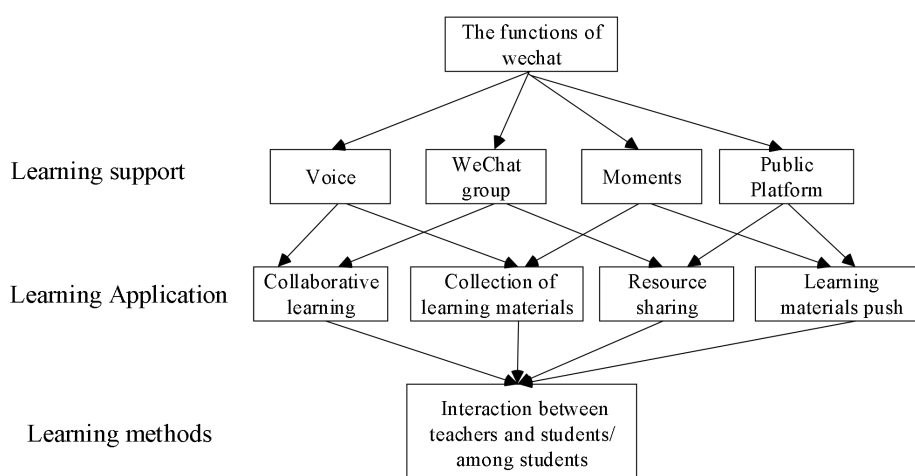 The functions of
wechat
Learning support
Voice
WeChat
group
Moments
Public
Platform
Learning Application
Collaborative
learning
Collection of
learning materials
Resource
sharing
Learning
materials push
Learning methods
Interaction between
teachers and students/
among students